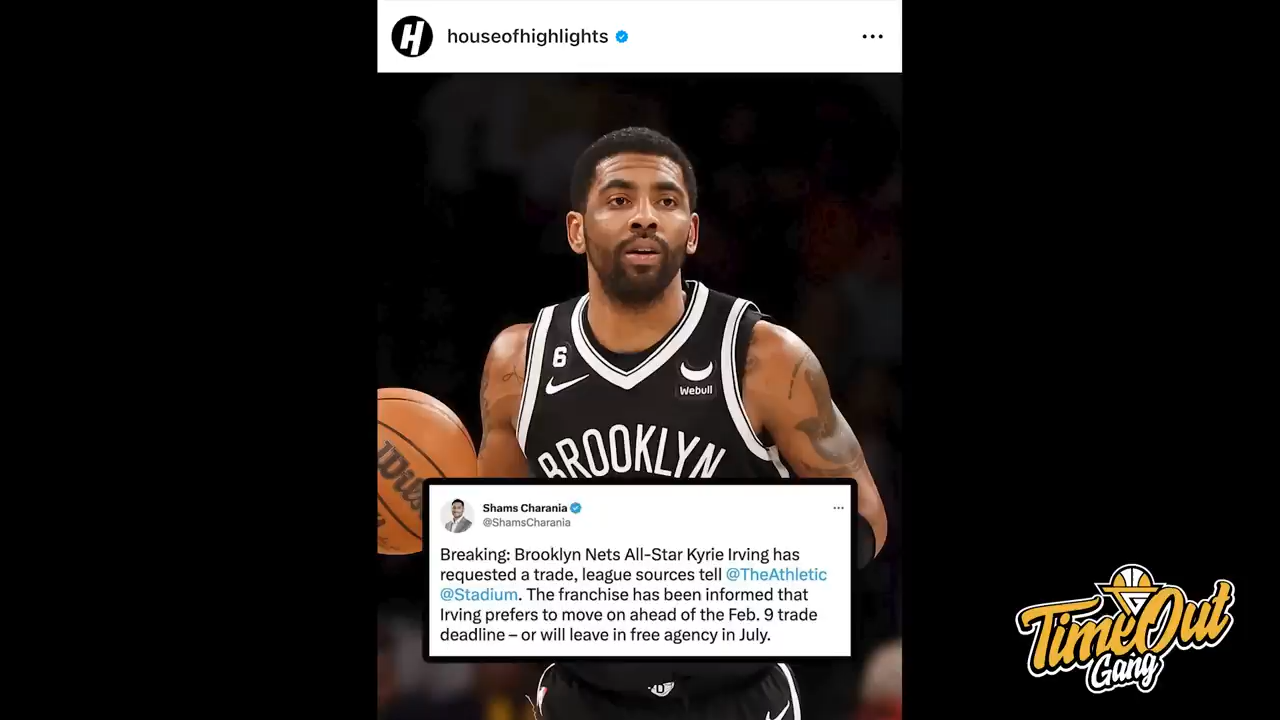 H
houseofhighlights
6
Webull
Wils
BROOKLYN
Shams Charania
@ShamsCharania
Breaking: Brooklyn Nets All-Star Kyrie Irving has
requested a trade, league sources tell @TheAthletic
@Stadium. The franchise has been informed that
Irving prefers to move on ahead of the Feb. 9 trade
deadline – or will leave in free agency in July.
TimeOut
Gang